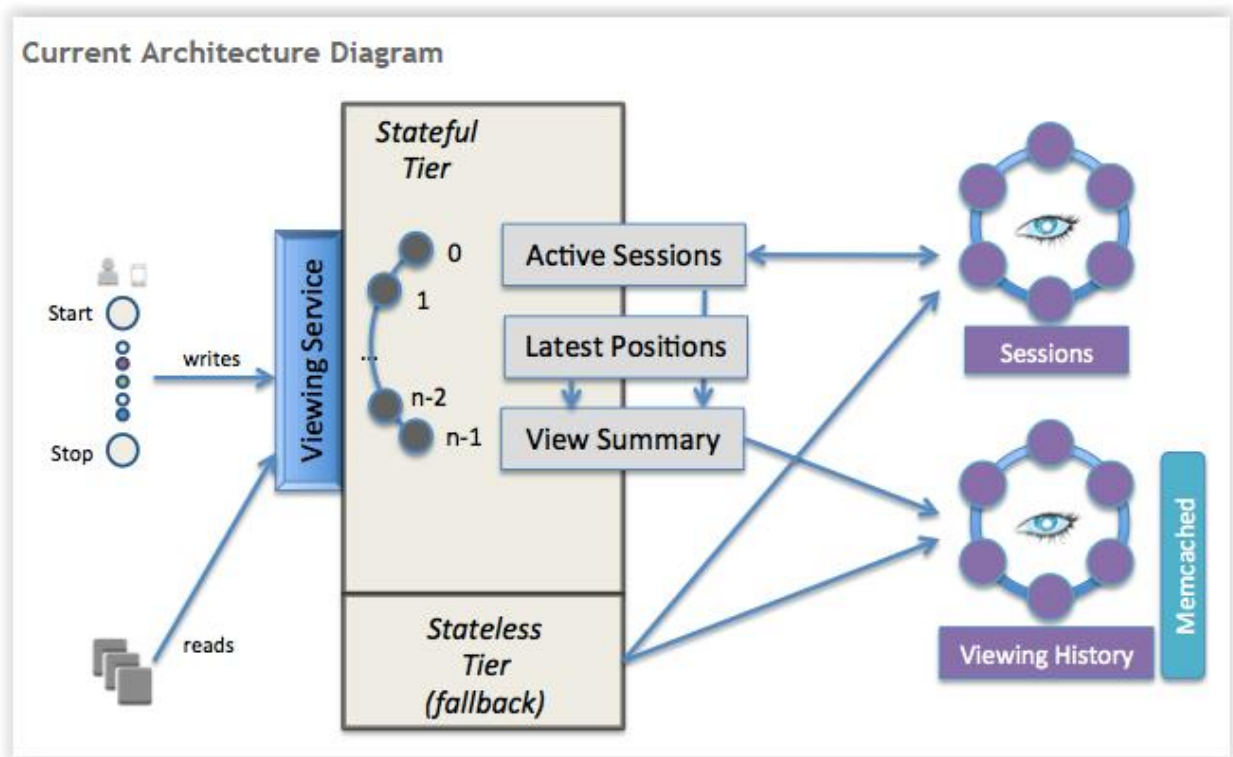 Current Architecture Diagram
Stateful
Tier
0
1
...
n-2
n-1
Active Sessions
Latest Positions
View Summary
Viewing Service
Start
writes
Stop
reads
Stateless
Tier
(fallback)
Sessions
Viewing History
Memcached